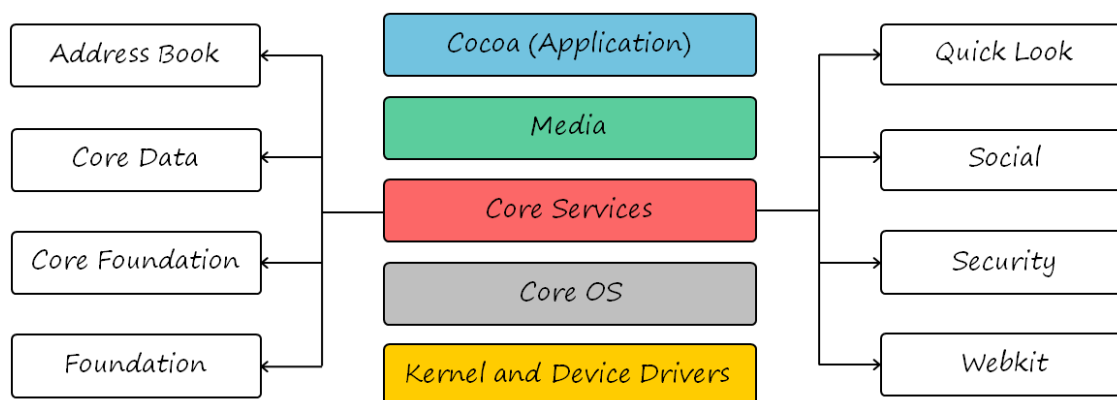 Address Book
Core Data
Core Foundation
Foundation
Cocoa (Application)
Media
Core Services
Core OS
Kernel and Device Drivers
Quick Look
Social
Security
Webkit